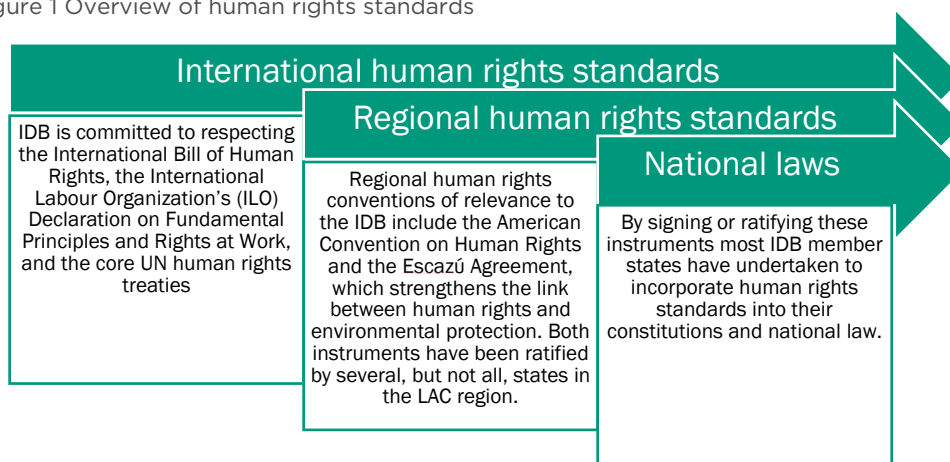 gure 1 Overview of human rights standards
International human rights standards
IDB is committed to respecting
the International Bill of Human
Rights, the International
Labour Organization's (ILO)
Declaration on Fundamental
Principles and Rights at Work,
and the core UN human rights
treaties
Regional human rights standards
Regional human rights
conventions of relevance to
the IDB include the American
Convention on Human Rights
and the Escazú Agreement,
which strengthens the link
between human rights and
environmental protection. Both
instruments have been ratified
by several, but not all, states in
the LAC region.
National laws
By signing or ratifying these
instruments most IDB member
states have undertaken to
incorporate human rights
standards into their
constitutions and national law.